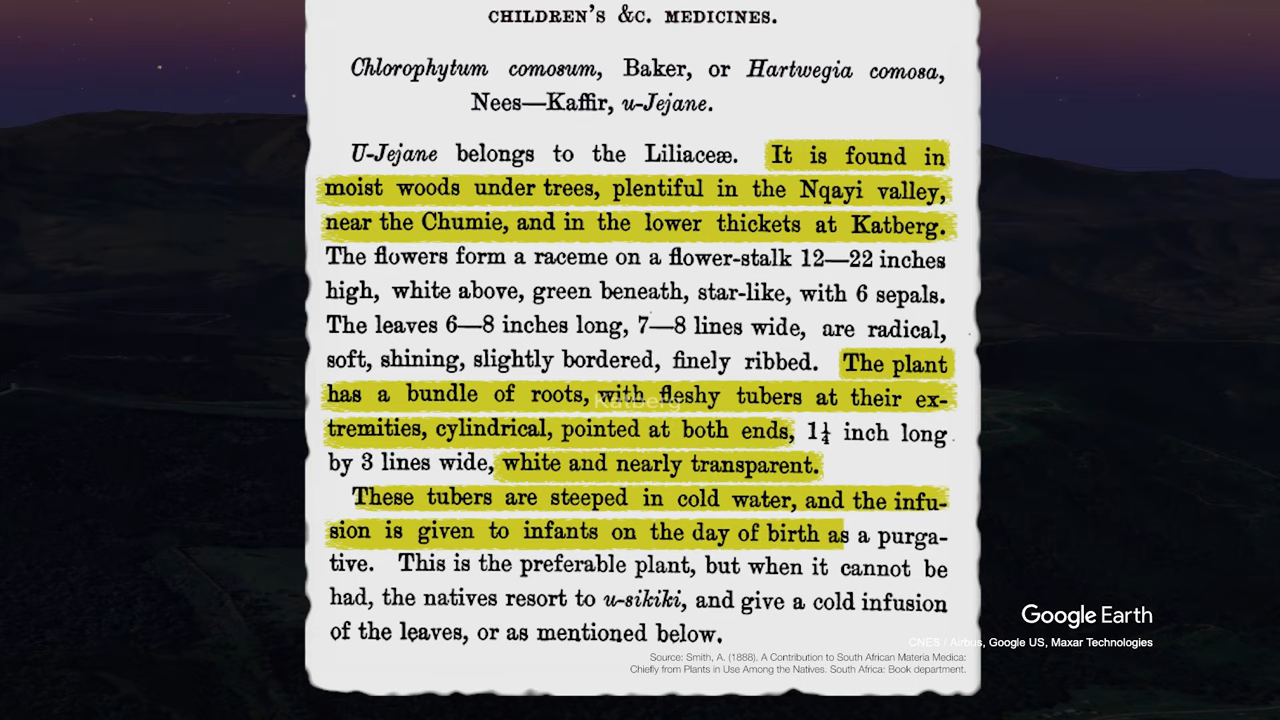 CHILDREN'S &C. MEDICINES.
Chlorophytum comosum, Baker, or Hartwegia comosa,
Nees—Kaffir, u-Jejane.
U-Jejane belongs to the Liliaceæ. It is found in
moist woods under trees, plentiful in the Nqayi valley,
near the Chumie, and in the lower thickets at Katberg.
The flowers form a raceme on a flower-stalk 12—22 inches
high, white above, green beneath, star-like, with 6 sepals.
The leaves 6—8 inches long, 7—8 lines wide, are radical,
soft, shining, slightly bordered, finely ribbed. The plant
has a bundle of roots, with fleshy tubers at their ex-
Katberg
tremities, cylindrical, pointed at both ends, 1¼ inch long
by 3 lines wide, white and nearly transparent.
These tubers are steeped in cold water, and the infu-
sion is given to infants on the day of birth as a purga-
tive. This is the preferable plant, but when it cannot be
had, the natives resort to u-sikiki, and give a cold infusion
of the leaves, or as mentioned below.
Google Earth
CNES / Airbus, Google US, Maxar Technologies
Source: Smith, A. (1888). A Contribution to South African Materia Medica:
Chiefly from Plants in Use Among the Natives. South Africa: Book department.